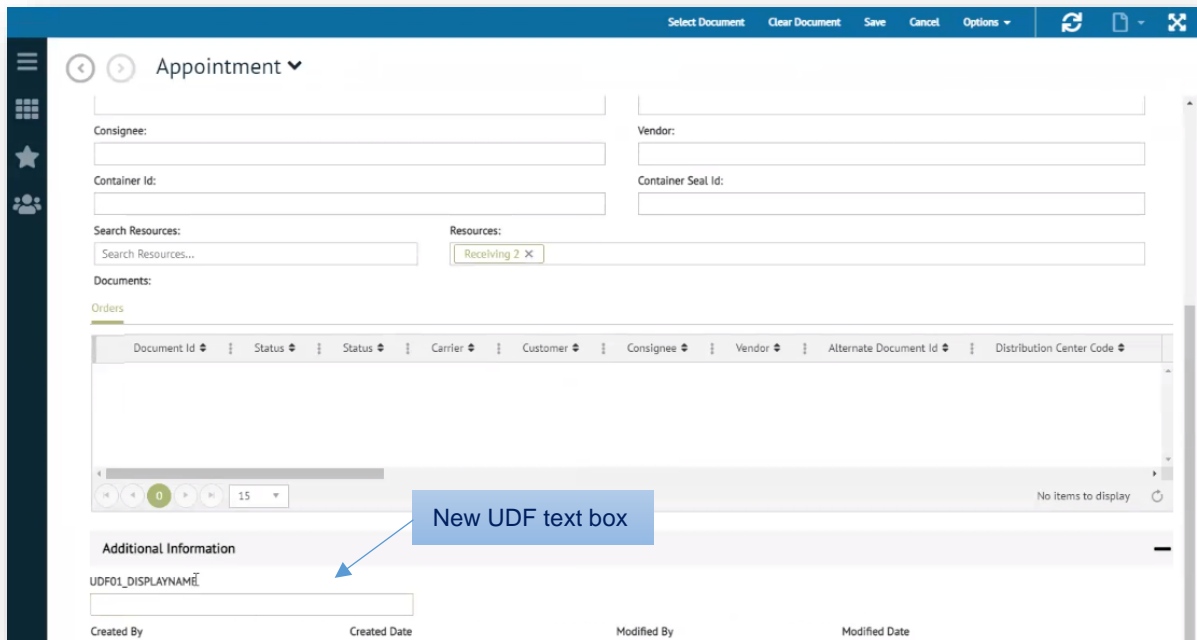 Select Document Clear Document Save Cancel Options
Appointment
Consignee: Vendor:
Container Id: Container Seal Id:
Search Resources: Resources:
Search Resources... Receiving 2 ✕
Documents:
Orders
Document Id Status Status Carrier Customer Consignee Vendor Alternate Document Id Distribution Center Code
0 15 No items to display
New UDF text box
Additional Information
UDF01_DISPLAYNAME
Created By Created Date Modified By Modified Date